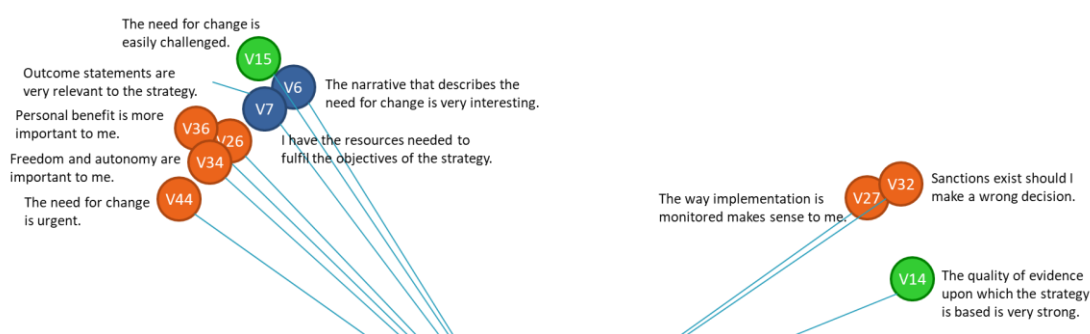 The need for change is
easily challenged.
V15
Outcome statements are
very relevant to the strategy.
V6
The narrative that describes the
need for change is very interesting.
V7
Personal benefit is more
important to me.
V36
V26
I have the resources needed to
fulfil the objectives of the strategy.
Freedom and autonomy are
important to me.
V34
The need for change
is urgent.
V44
The way implementation is
monitored makes sense to me.
V27
V32
Sanctions exist should I
make a wrong decision.
V14
The quality of evidence
upon which the strategy
is based is very strong.